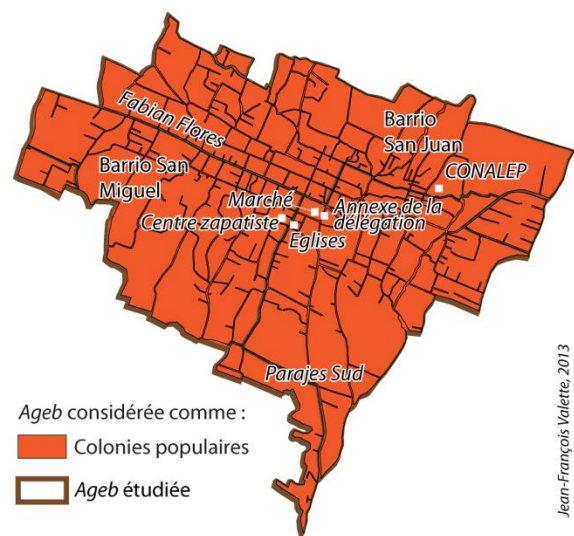 Fabian Flores
Barrio
San Juan
CONALEP
Barrio San
Miguel
Marché
Annexe de la
délégation
Centre zapatiste
Eglises
Parajes Sud
Ageb considérée comme :
Colonies populaires
Ageb étudiée
Jean-François Valette, 2013